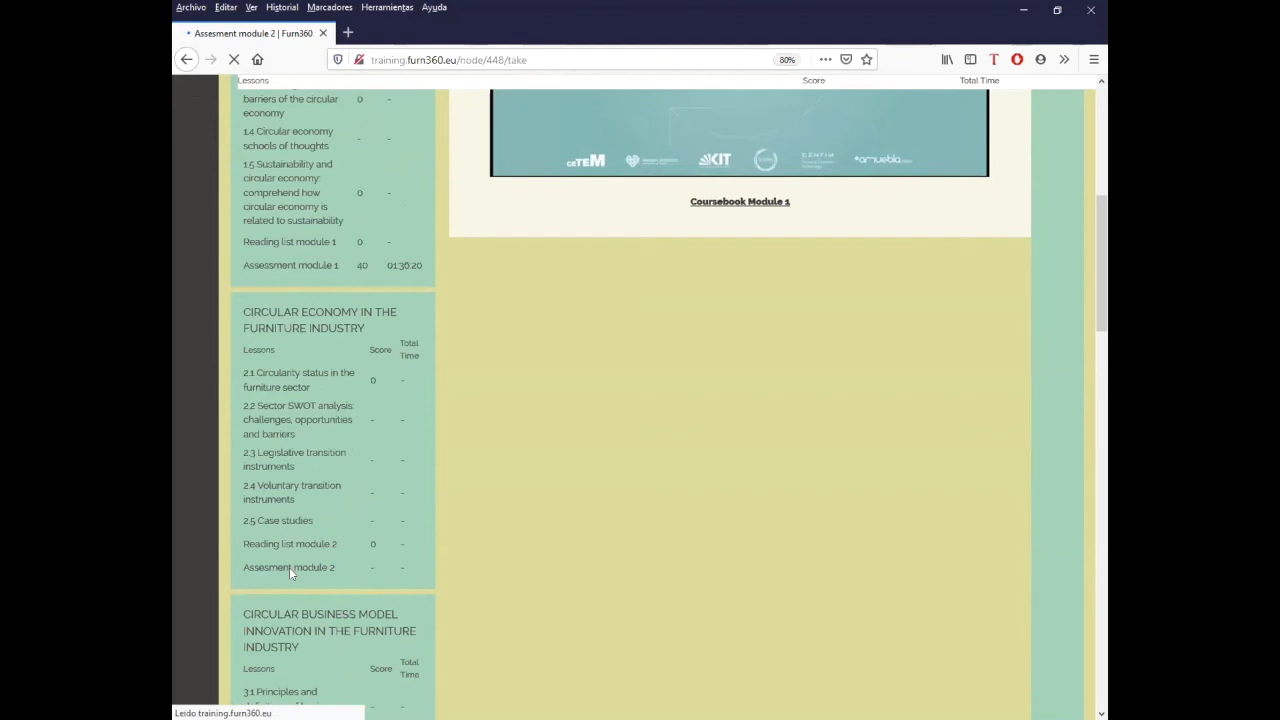 Archivo Editar Ver Historial Marcadores Herramientas Ayuda
Assesment module 2 | Furn360
training.furn360.eu/node/448/take
80%
Lessons Score Total Time
barriers of the circular 0 -
economy
1.4 Circular economy - -
schools of thoughts
1.5 Sustainability and
circular economy:
comprehend how 0 -
circular economy is
related to sustainability
Reading list module 1 0 -
Assessment module 1 40 01:36:20
CIRCULAR ECONOMY IN THE
FURNITURE INDUSTRY
Lessons Score Total
Time
2.1 Circularity status in the 0 -
furniture sector
2.2 Sector SWOT analysis:
challenges, opportunities - -
and barriers
2.3 Legislative transition - -
instruments
2.4 Voluntary transition - -
instruments
2.5 Case studies - -
Reading list module 2 0 -
Assesment module 2 - -
CIRCULAR BUSINESS MODEL
INNOVATION IN THE FURNITURE
INDUSTRY
Lessons Score Total
Time
3.1 Principles and
ceTEM KIT CENFIM amuebla
Coursebook Module 1
Leído training.furn360.eu